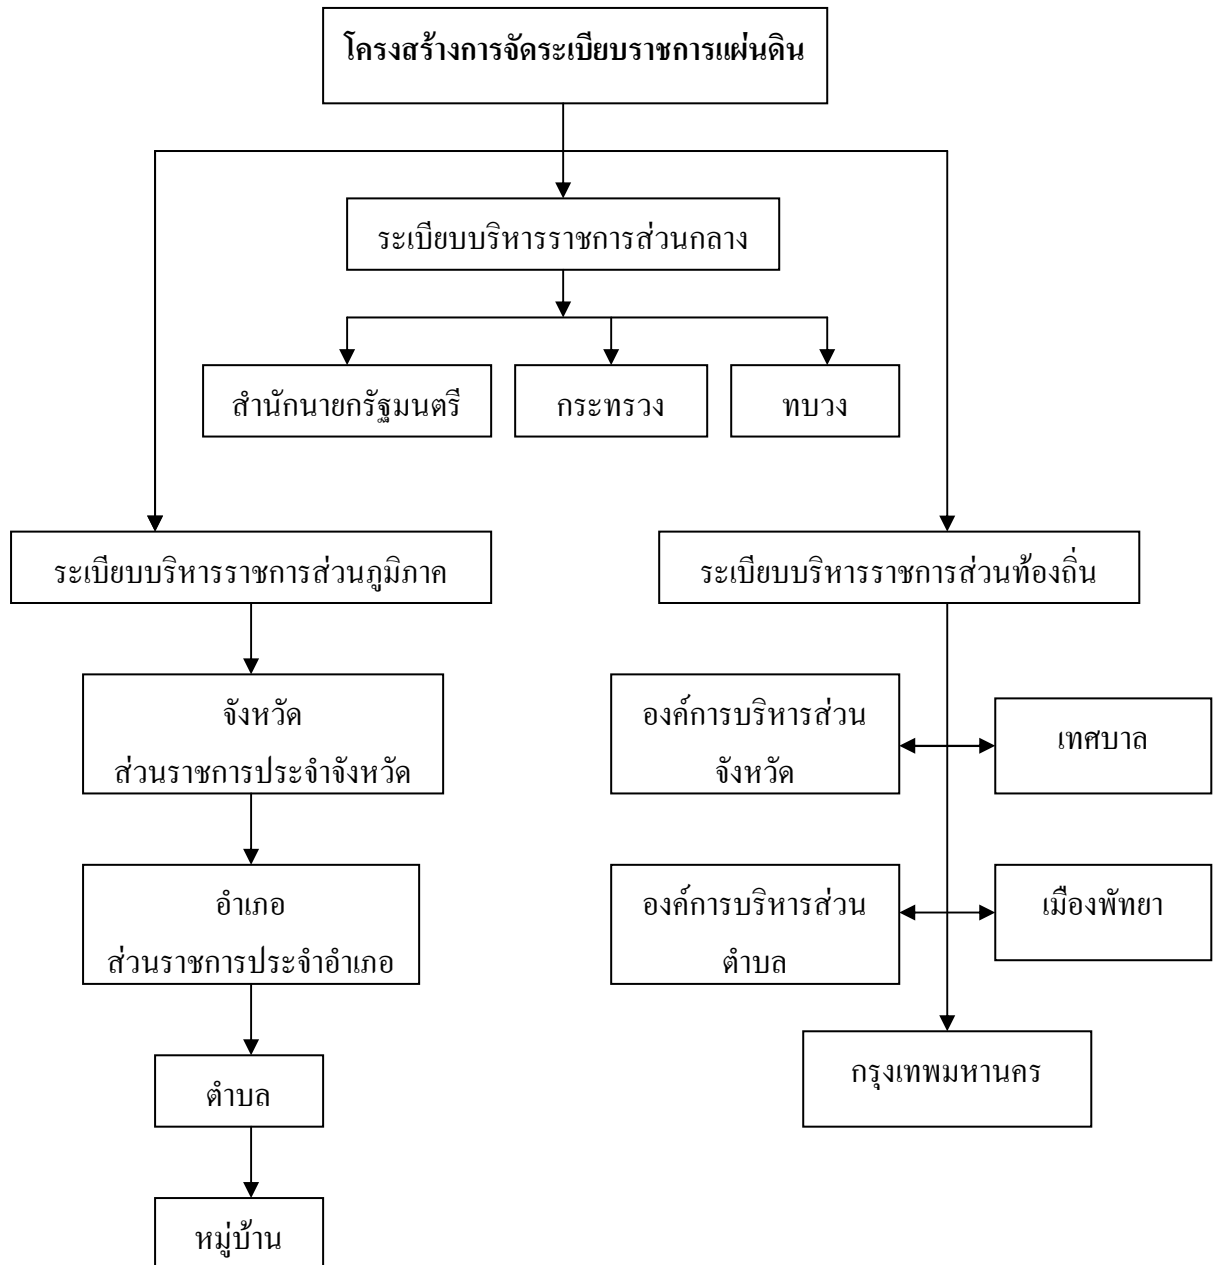 โครงสร้างการจัดระเบียบราชการแผ่นดิน
ระเบียบบริหารราชการส่วนกลาง
สำนักนายกรัฐมนตรี
กระทรวง
ทบวง
ระเบียบบริหารราชการส่วนภูมิภาค
ระเบียบบริหารราชการส่วนท้องถิ่น
จังหวัด
ส่วนราชการประจำจังหวัด
องค์การบริหารส่วน
จังหวัด
เทศบาล
อำเภอ
ส่วนราชการประจำอำเภอ
องค์การบริหารส่วน
ตำบล
เมืองพัทยา
กรุงเทพมหานคร
ตำบล
หมู่บ้าน